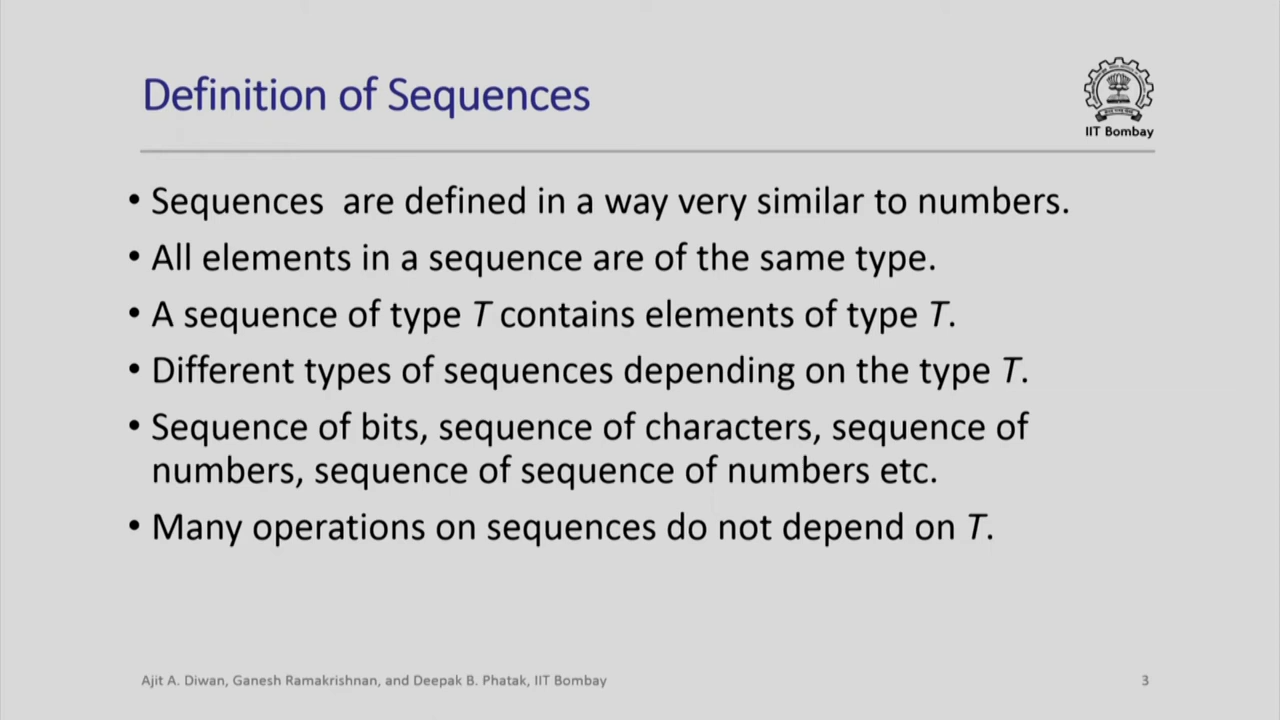 Definition of Sequences
IIT Bombay
• Sequences are defined in a way very similar to numbers.
• All elements in a sequence are of the same type.
• A sequence of type T contains elements of type T.
• Different types of sequences depending on the type T.
• Sequence of bits, sequence of characters, sequence of
numbers, sequence of sequence of numbers etc.
• Many operations on sequences do not depend on T.
Ajit A. Diwan, Ganesh Ramakrishnan, and Deepak B. Phatak, IIT Bombay
3